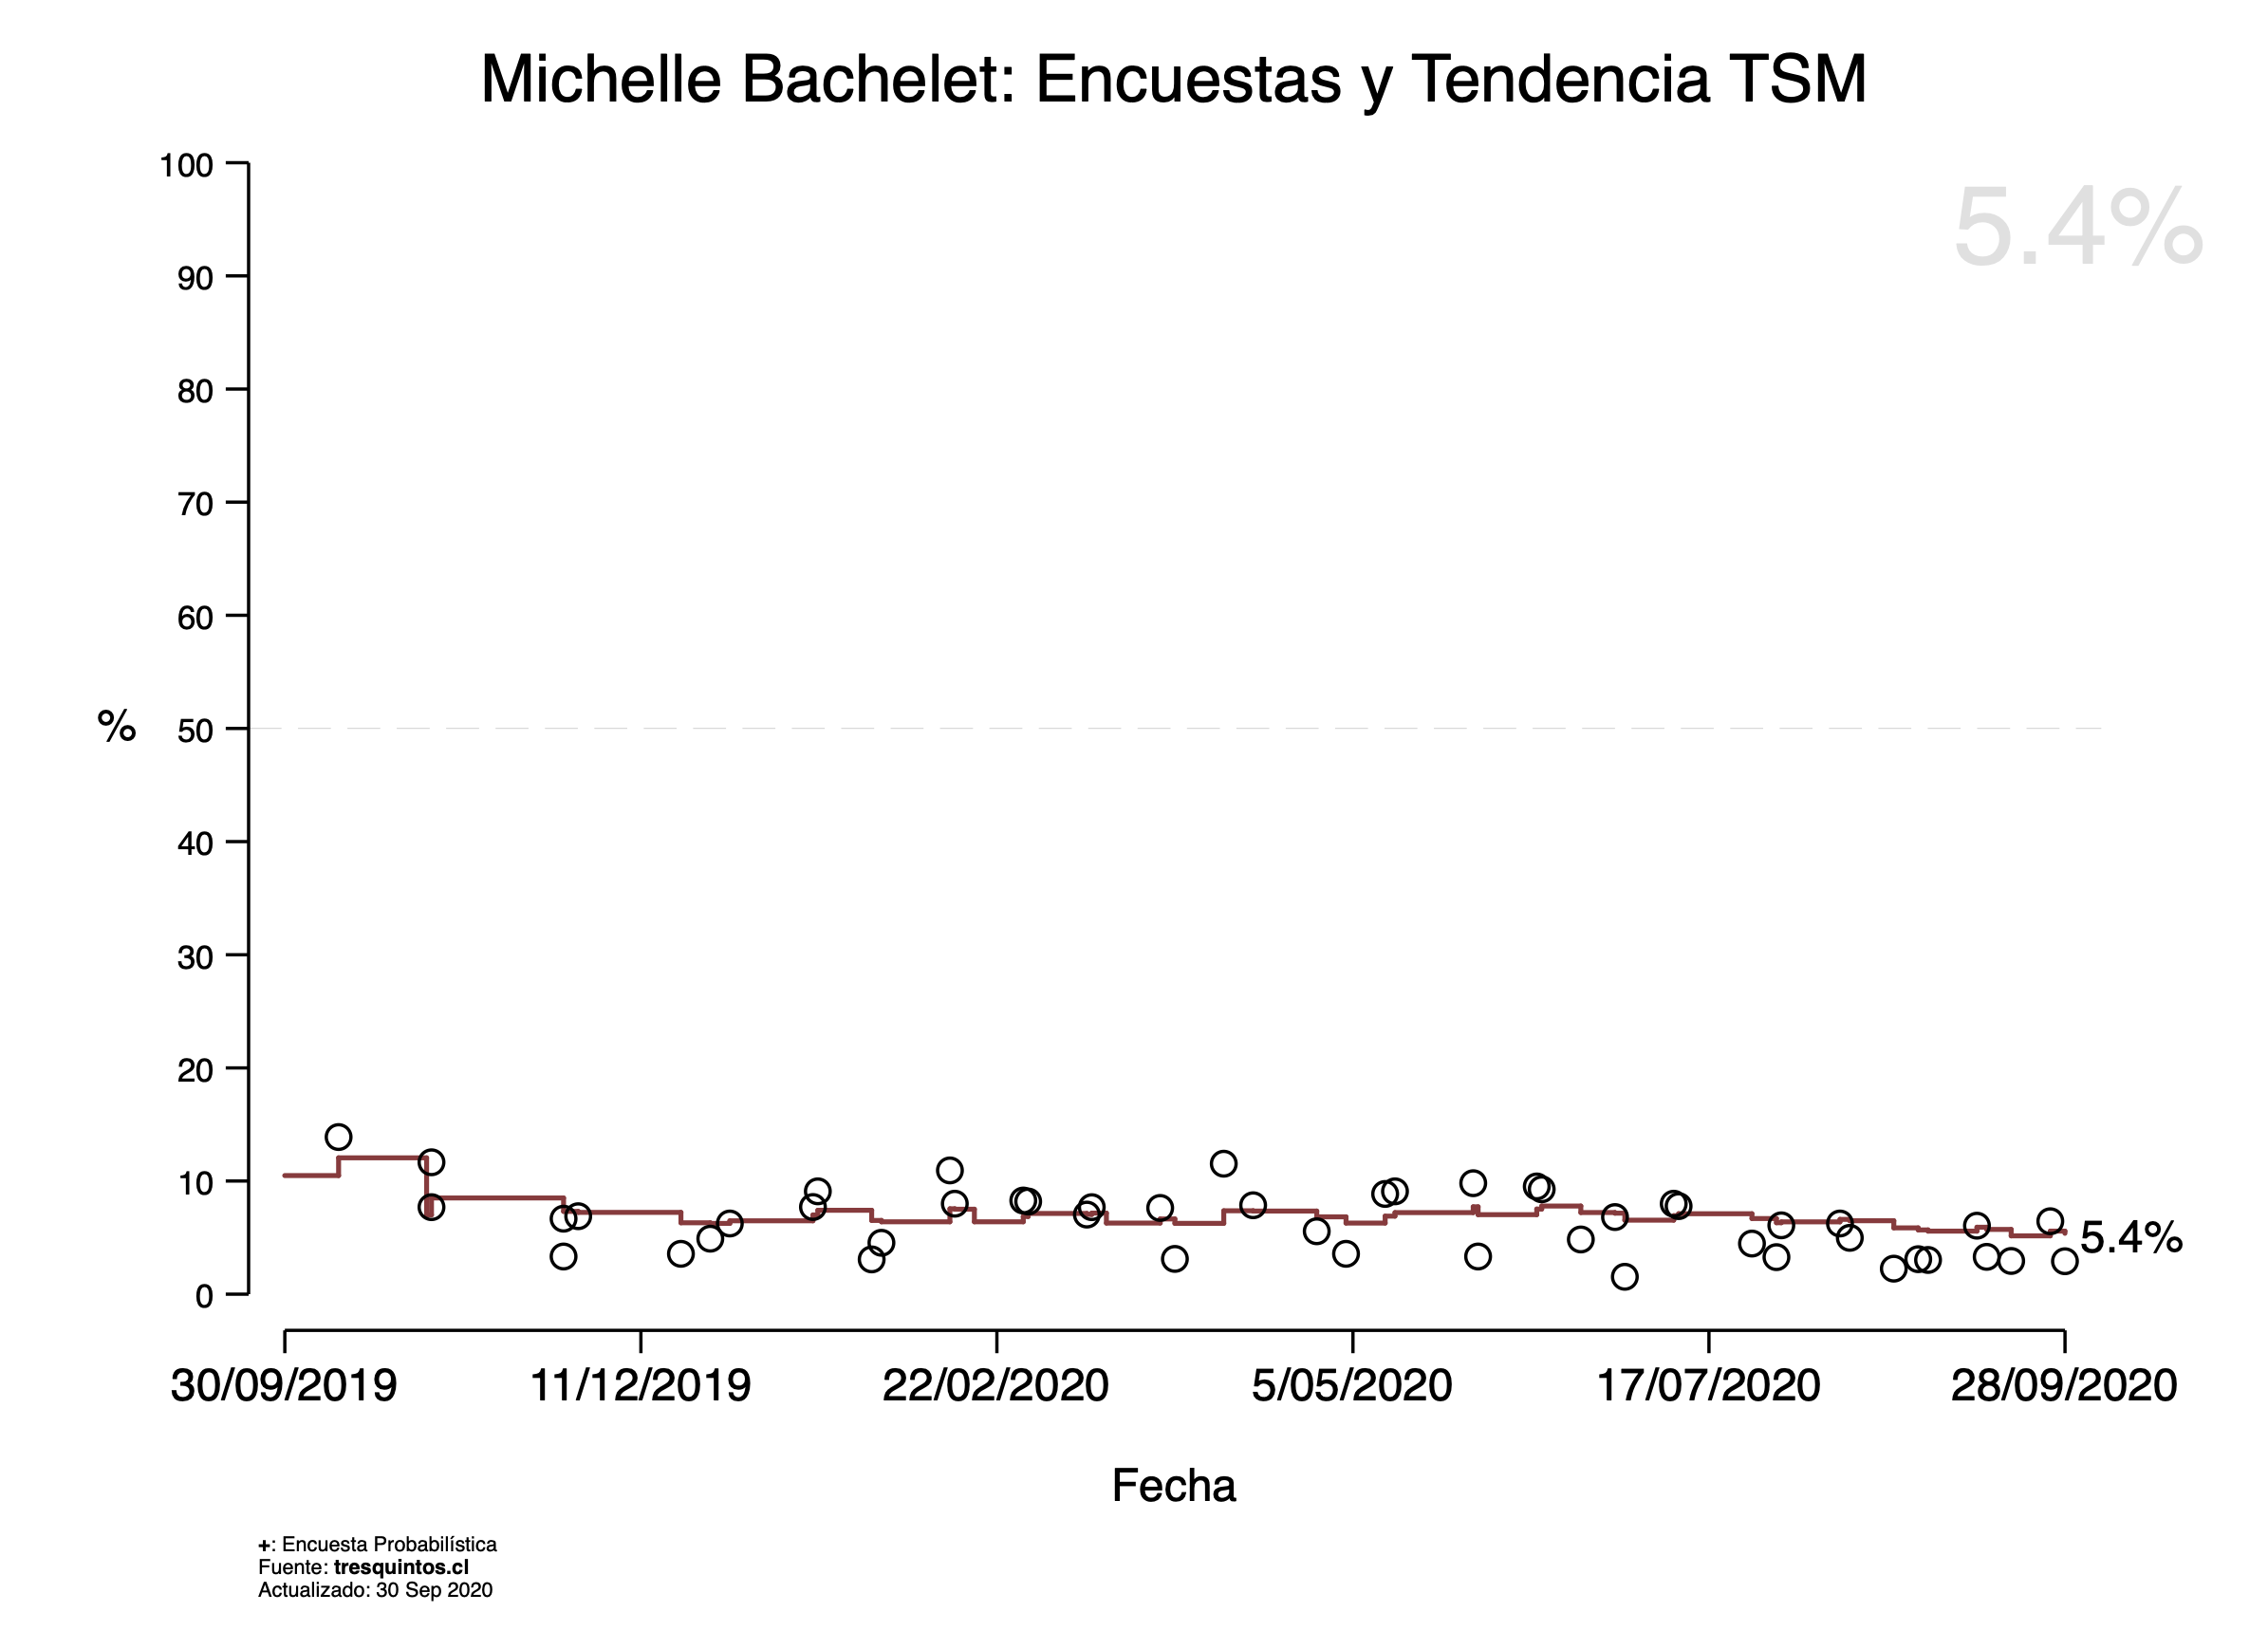 Michelle Bachelet: Encuestas y Tendencia TSM
5.4%
100
90
80
70
60
50
40
30
20
10
0
%
5.4%
30/09/2019 11/12/2019 22/02/2020 5/05/2020 17/07/2020 28/09/2020
Fecha
+: Encuesta Probabilística
Fuente: tresquintos.cl
Actualizado: 30 Sep 2020